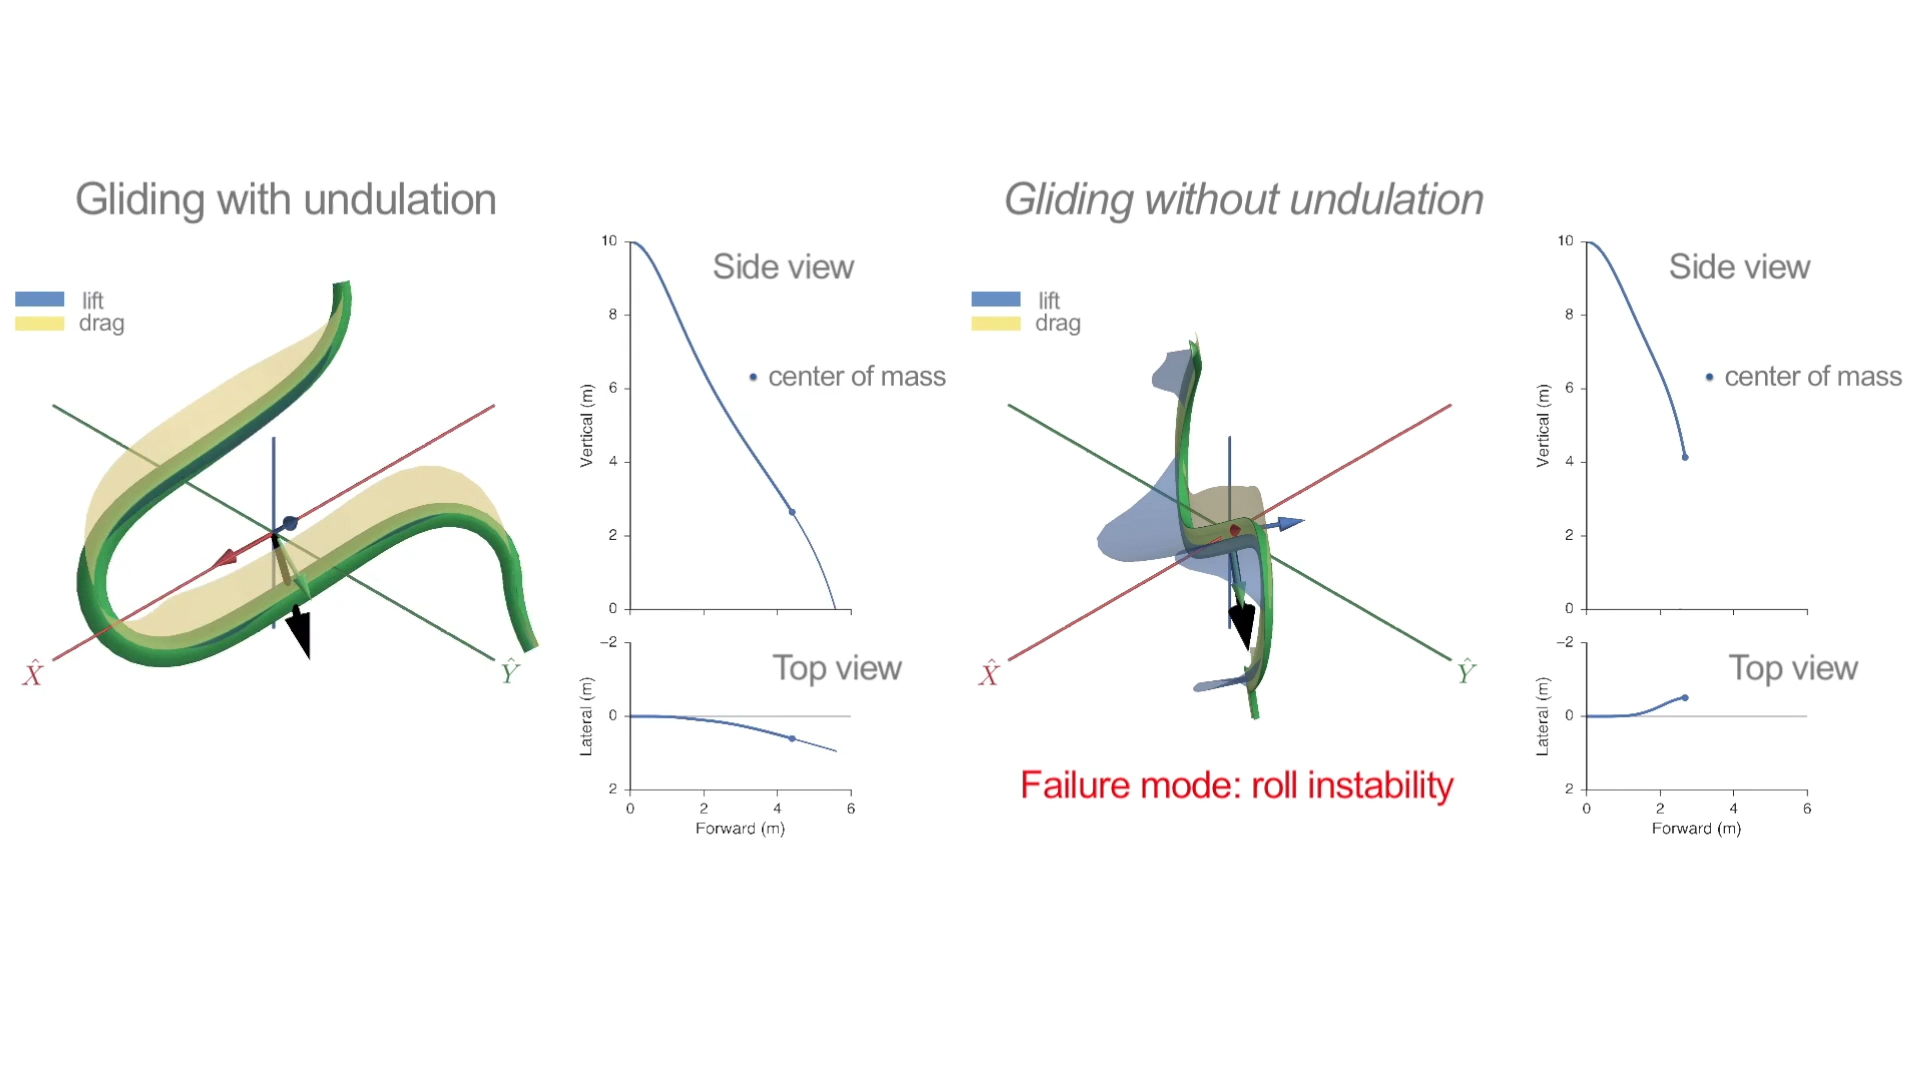 Gliding with undulation
lift
drag
X̂
Ŷ
10
8
6
4
2
0
Vertical (m)
Side view
center of mass
−2
0
2
Lateral (m)
Top view
0
2
4
6
Forward (m)
Gliding without undulation
lift
drag
X̂
Ŷ
Failure mode: roll instability
10
8
6
4
2
0
Vertical (m)
Side view
center of mass
−2
0
2
Lateral (m)
Top view
0
2
4
6
Forward (m)